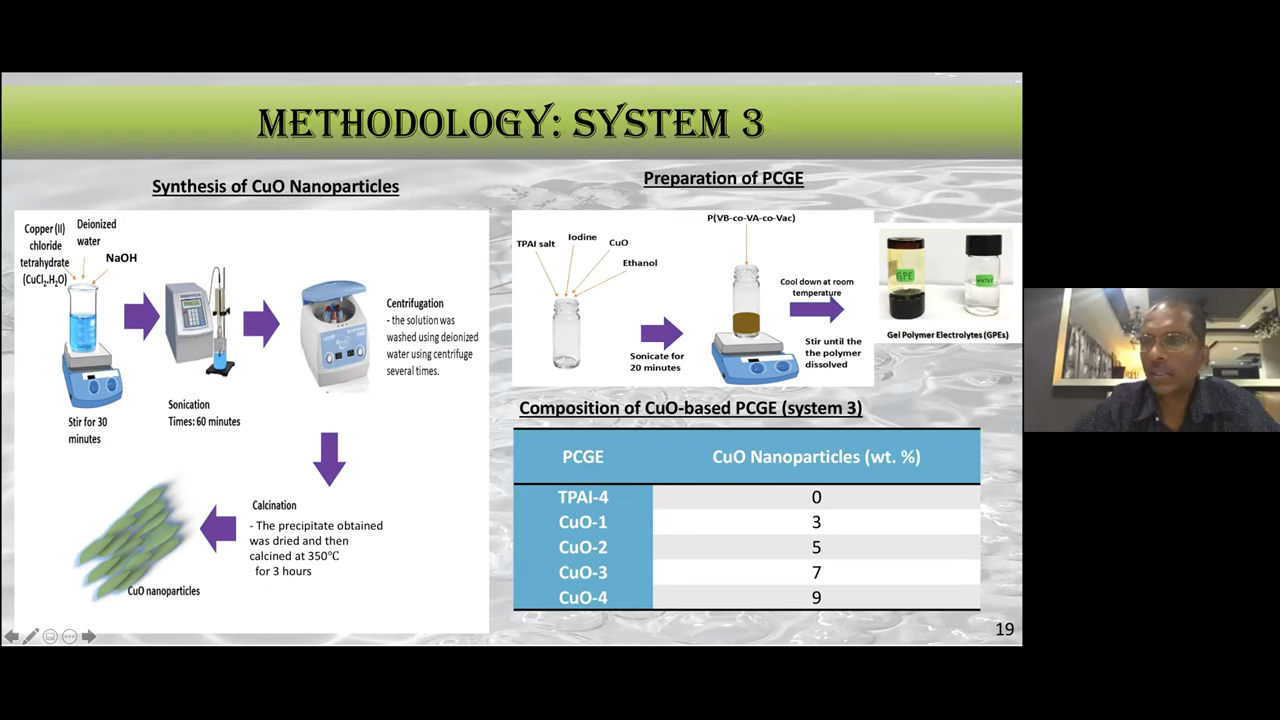 METHODOLOGY: SYSTEM 3
Synthesis of CuO Nanoparticles
Copper (II)
chloride
tetrahydrate
(CuCl₂.H₂O)
Deionized
water
NaOH
Stir for 30
minutes
Sonication
Times: 60 minutes
Centrifugation
- the solution was
washed using deionized
water using centrifuge
several times.
Calcination
- The precipitate obtained
was dried and then
calcined at 350℃
for 3 hours
CuO nanoparticles
Preparation of PCGE
TPAI salt
Iodine
CuO
Ethanol
Sonicate for
20 minutes
P(VB-co-VA-co-Vac)
Cool down at room
temperature
Stir until the
the polymer
dissolved
GPE
WATER
Gel Polymer Electrolytes (GPEs)
Composition of CuO-based PCGE (system 3)
PCGE CuO Nanoparticles (wt. %)
TPAI-4 0
CuO-1 3
CuO-2 5
CuO-3 7
CuO-4 9
19